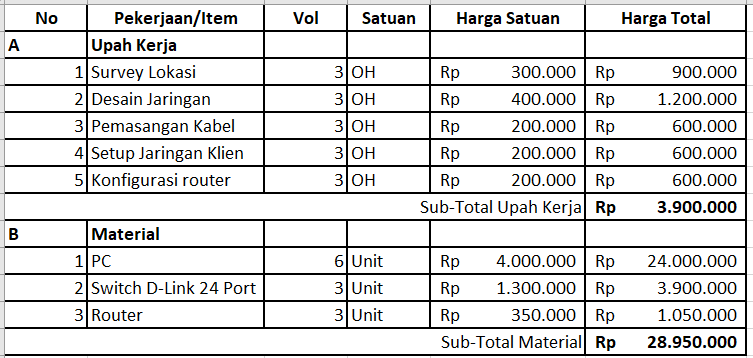 No Pekerjaan/Item Vol Satuan Harga Satuan Harga Total
A Upah Kerja
1 Survey Lokasi 3 OH Rp 300.000 Rp 900.000
2 Desain Jaringan 3 OH Rp 400.000 Rp 1.200.000
3 Pemasangan Kabel 3 OH Rp 200.000 Rp 600.000
4 Setup Jaringan Klien 3 OH Rp 200.000 Rp 600.000
5 Konfigurasi router 3 OH Rp 200.000 Rp 600.000
Sub-Total Upah Kerja Rp 3.900.000
B Material
1 PC 6 Unit Rp 4.000.000 Rp 24.000.000
2 Switch D-Link 24 Port 3 Unit Rp 1.300.000 Rp 3.900.000
3 Router 3 Unit Rp 350.000 Rp 1.050.000
Sub-Total Material Rp 28.950.000